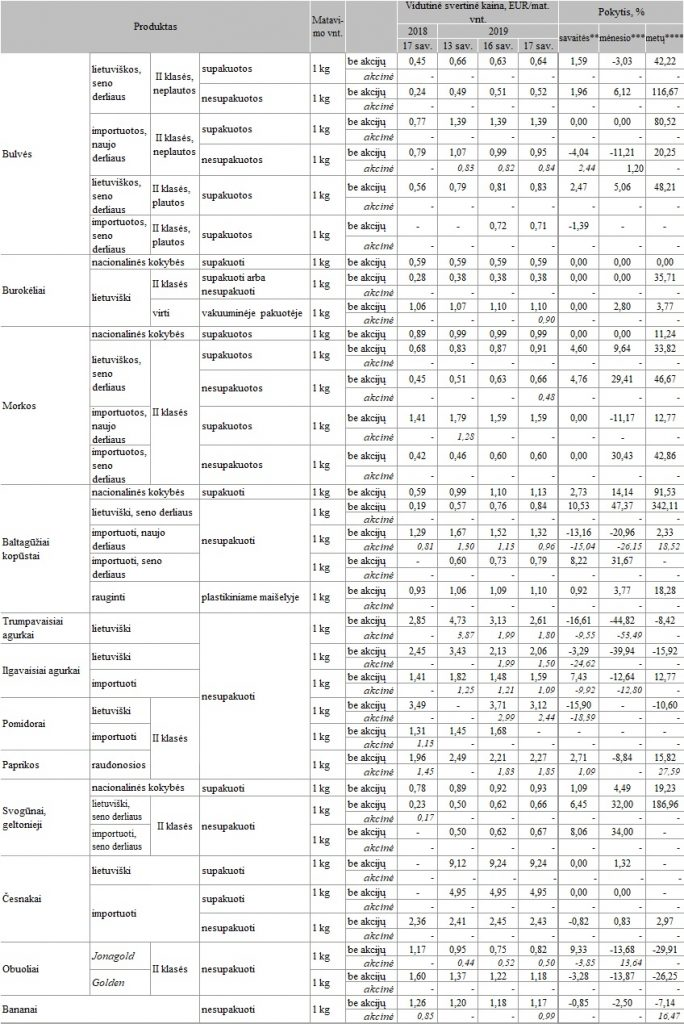 Produktas Matavi- Vidutinė svertinė kaina, EUR/mat. Pokytis, %
mo vnt. vnt.
2018 2019 savaitės** mėnesio*** metų****
17 sav. 13 sav. 16 sav. 17 sav.
Bulvės lietuviškos, seno derliaus II klasės, neplautos supakuotos 1 kg be akcijų 0,45 0,66 0,63 0,64 1,59 -3,03 42,22
akcinė - - - - - - -
nesupakuotos 1 kg be akcijų 0,24 0,49 0,51 0,52 1,96 6,12 116,67
akcinė - - - - - - -
importuotos, naujo derliaus II klasės, neplautos supakuotos 1 kg be akcijų 0,77 1,39 1,39 1,39 0,00 0,00 80,52
akcinė - - - - - - -
nesupakuotos 1 kg be akcijų 0,79 1,07 0,99 0,95 -4,04 -11,21 20,25
akcinė - 0,83 0,82 0,84 2,44 1,20 -
lietuviškos, seno derliaus II klasės, plautos supakuotos 1 kg be akcijų 0,56 0,79 0,81 0,83 2,47 5,06 48,21
akcinė - - - - - - -
importuotos, seno derliaus II klasės, plautos supakuotos 1 kg be akcijų - - 0,72 0,71 -1,39 - -
akcinė - - - - - - -
Burokėliai nacionalinės kokybės supakuoti 1 kg be akcijų 0,59 0,59 0,59 0,59 0,00 0,00 0,00
lietuviški II klasės supakuoti arba nesupakuoti 1 kg be akcijų 0,28 0,38 0,38 0,38 0,00 0,00 35,71
akcinė - - - - - - -
virti vakuuminėje pakuotėje 1 kg be akcijų 1,06 1,07 1,10 1,10 0,00 2,80 3,77
akcinė - - - 0,90 - - -
Morkos nacionalinės kokybės supakuotos 1 kg be akcijų 0,89 0,99 0,99 0,99 0,00 0,00 11,24
lietuviškos, seno derliaus II klasės supakuotos 1 kg be akcijų 0,68 0,83 0,87 0,91 4,60 9,64 33,82
akcinė - - - - - - -
nesupakuotos 1 kg be akcijų 0,45 0,51 0,63 0,66 4,76 29,41 46,67
akcinė - - - 0,48 - - -
importuotos, naujo derliaus supakuotos 1 kg be akcijų 1,41 1,79 1,59 1,59 0,00 -11,17 12,77
akcinė - 1,28 - - - - -
importuotos, seno derliaus nesupakuotos 1 kg be akcijų 0,42 0,46 0,60 0,60 0,00 30,43 42,86
akcinė - - - - - - -
Baltagūžiai kopūstai nacionalinės kokybės supakuoti 1 kg be akcijų 0,59 0,99 1,10 1,13 2,73 14,14 91,53
lietuviški, seno derliaus nesupakuoti 1 kg be akcijų 0,19 0,57 0,76 0,84 10,53 47,37 342,11
akcinė - - - - - - -
importuoti, naujo derliaus 1 kg be akcijų 1,29 1,67 1,52 1,32 -13,16 -20,96 2,33
akcinė 0,81 1,30 1,13 0,96 -15,04 -26,15 18,52
importuoti, seno derliaus 1 kg be akcijų - 0,60 0,73 0,79 8,22 31,67 -
akcinė - - - - - - -
rauginti plastikiniame maišelyje 1 kg be akcijų 0,93 1,06 1,09 1,10 0,92 3,77 18,28
akcinė - - - - - - -
Trumpavaisiai agurkai lietuviški nesupakuoti 1 kg be akcijų 2,85 4,73 3,13 2,61 -16,61 -44,82 -8,42
akcinė - 3,87 1,99 1,80 -9,55 -53,49 -
Ilgavaisiai agurkai lietuviški 1 kg be akcijų 2,45 3,43 2,13 2,06 -3,29 -39,94 -15,92
akcinė - - 1,99 1,50 -24,62 - -
importuoti 1 kg be akcijų 1,41 1,82 1,48 1,59 7,43 -12,64 12,77
akcinė - 1,25 1,21 1,09 -9,92 -12,80 -
Pomidorai lietuviški II klasės 1 kg be akcijų 3,49 - 3,71 3,12 -15,90 - -10,60
akcinė - - 2,99 2,44 -18,39 - -
importuoti 1 kg be akcijų 1,31 1,45 1,68 - - - -
akcinė 1,13 - - - - - -
Paprikos raudonosios 1 kg be akcijų 1,96 2,49 2,21 2,27 2,71 -8,84 15,82
akcinė 1,45 - 1,83 1,85 1,09 - 27,59
Svogūnai, geltonieji nacionalinės kokybės supakuoti 1 kg be akcijų 0,78 0,89 0,92 0,93 1,09 4,49 19,23
lietuviški, seno derliaus II klasės nesupakuoti 1 kg be akcijų 0,23 0,50 0,62 0,66 6,45 32,00 186,96
akcinė 0,17 - - - - - -
importuoti, seno derliaus 1 kg be akcijų - 0,50 0,62 0,67 8,06 34,00 -
akcinė - - - - - - -
Česnakai lietuviški supakuoti 1 kg be akcijų - 9,12 9,24 9,24 0,00 1,32 -
akcinė - - - - - - -
importuoti supakuoti 1 kg be akcijų - 4,95 4,95 4,95 0,00 0,00 -
akcinė - - - - - - -
nesupakuoti 1 kg be akcijų 2,36 2,41 2,45 2,43 -0,82 0,83 2,97
akcinė - - - - - - -
Obuoliai Jonagold II klasės nesupakuoti 1 kg be akcijų 1,17 0,95 0,75 0,82 9,33 -13,68 -29,91
akcinė - 0,44 0,52 0,50 -3,85 13,64 -
Golden 1 kg be akcijų 1,60 1,37 1,22 1,18 -3,28 -13,87 -26,25
akcinė - - - - - - -
Bananai 1 kg be akcijų 1,26 1,20 1,18 1,17 -0,85 -2,50 -7,14
akcinė 0,85 - - 0,99 - - 16,47